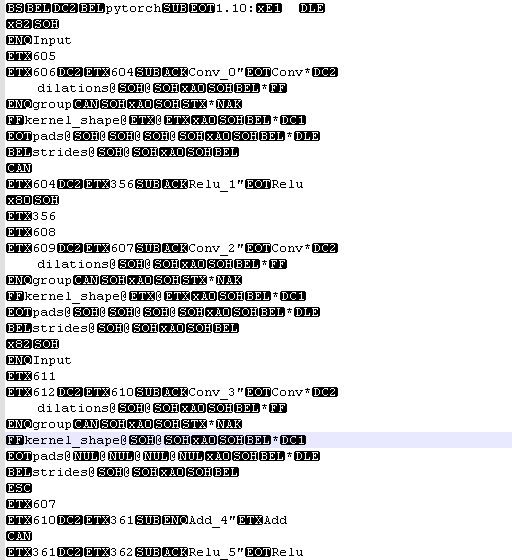 BSBELDC2BELpytorchSUBEOT1.10:xE1 DLE
x82SOH
ENQInput
ETX605
ETX606DC2ETX604SUBACKConv_0"EOTConv*DC2
dilations@SOH@SOHxA0SOHBEL*FF
ENQgroupCANSOHxA0SOHSTX*NAK
FFkernel_shape@ETX@ETXxA0SOHBEL*DC1
EOTpads@SOH@SOH@SOH@SOHxA0SOHBEL*DLE
BELstrides@SOH@SOHxA0SOHBEL
CAN
ETX604DC2ETX356SUBACKRelu_1"EOTRelu
x80SOH
ETX356
ETX608
ETX609DC2ETX607SUBACKConv_2"EOTConv*DC2
dilations@SOH@SOHxA0SOHBEL*FF
ENQgroupCANSOHxA0SOHSTX*NAK
FFkernel_shape@ETX@ETXxA0SOHBEL*DC1
EOTpads@SOH@SOH@SOH@SOHxA0SOHBEL*DLE
BELstrides@SOH@SOHxA0SOHBEL
x82SOH
ENQInput
ETX611
ETX612DC2ETX610SUBACKConv_3"EOTConv*DC2
dilations@SOH@SOHxA0SOHBEL*FF
ENQgroupCANSOHxA0SOHSTX*NAK
FFkernel_shape@SOH@SOHxA0SOHBEL*DC1
EOTpads@NUL@NUL@NUL@NULxA0SOHBEL*DLE
BELstrides@SOH@SOHxA0SOHBEL
ESC
ETX607
ETX610DC2ETX361SUBENQAdd_4"ETXAdd
CAN
ETX361DC2ETX362SUBACKRelu_5"EOTRelu